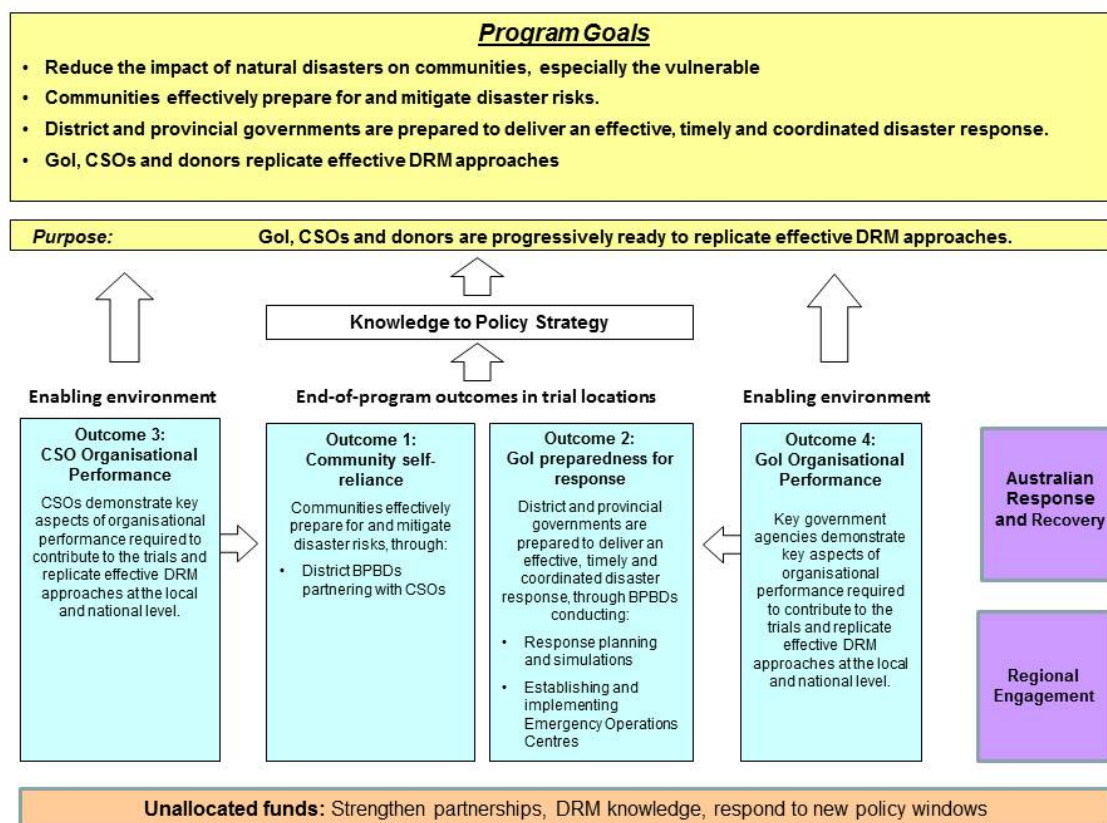 Program Goals
• Reduce the impact of natural disasters on communities, especially the vulnerable
• Communities effectively prepare for and mitigate disaster risks.
• District and provincial governments are prepared to deliver an effective, timely and coordinated disaster response.
• GoI, CSOs and donors replicate effective DRM approaches
Purpose: GoI, CSOs and donors are progressively ready to replicate effective DRM approaches.
Knowledge to Policy Strategy
Enabling environment
End-of-program outcomes in trial locations
Enabling environment
Outcome 3:
CSO Organisational
Performance
CSOs demonstrate key
aspects of organisational
performance required to
contribute to the trials and
replicate effective DRM
approaches at the local
and national level.
Outcome 1:
Community self-
reliance
Communities effectively
prepare for and mitigate
disaster risks, through:
• District BPBDs
partnering with CSOs
Outcome 2:
GoI preparedness for
response
District and provincial
governments are
prepared to deliver an
effective, timely and
coordinated disaster
response, through BPBDs
conducting:
• Response planning
and simulations
• Establishing and
implementing
Emergency Operations
Centres
Outcome 4:
GoI Organisational
Performance
Key government
agencies demonstrate
key aspects of
organisational
performance required
to contribute to the
trials and replicate
effective DRM
approaches at the local
and national level.
Australian
Response
and Recovery
Regional
Engagement
Unallocated funds: Strengthen partnerships, DRM knowledge, respond to new policy windows